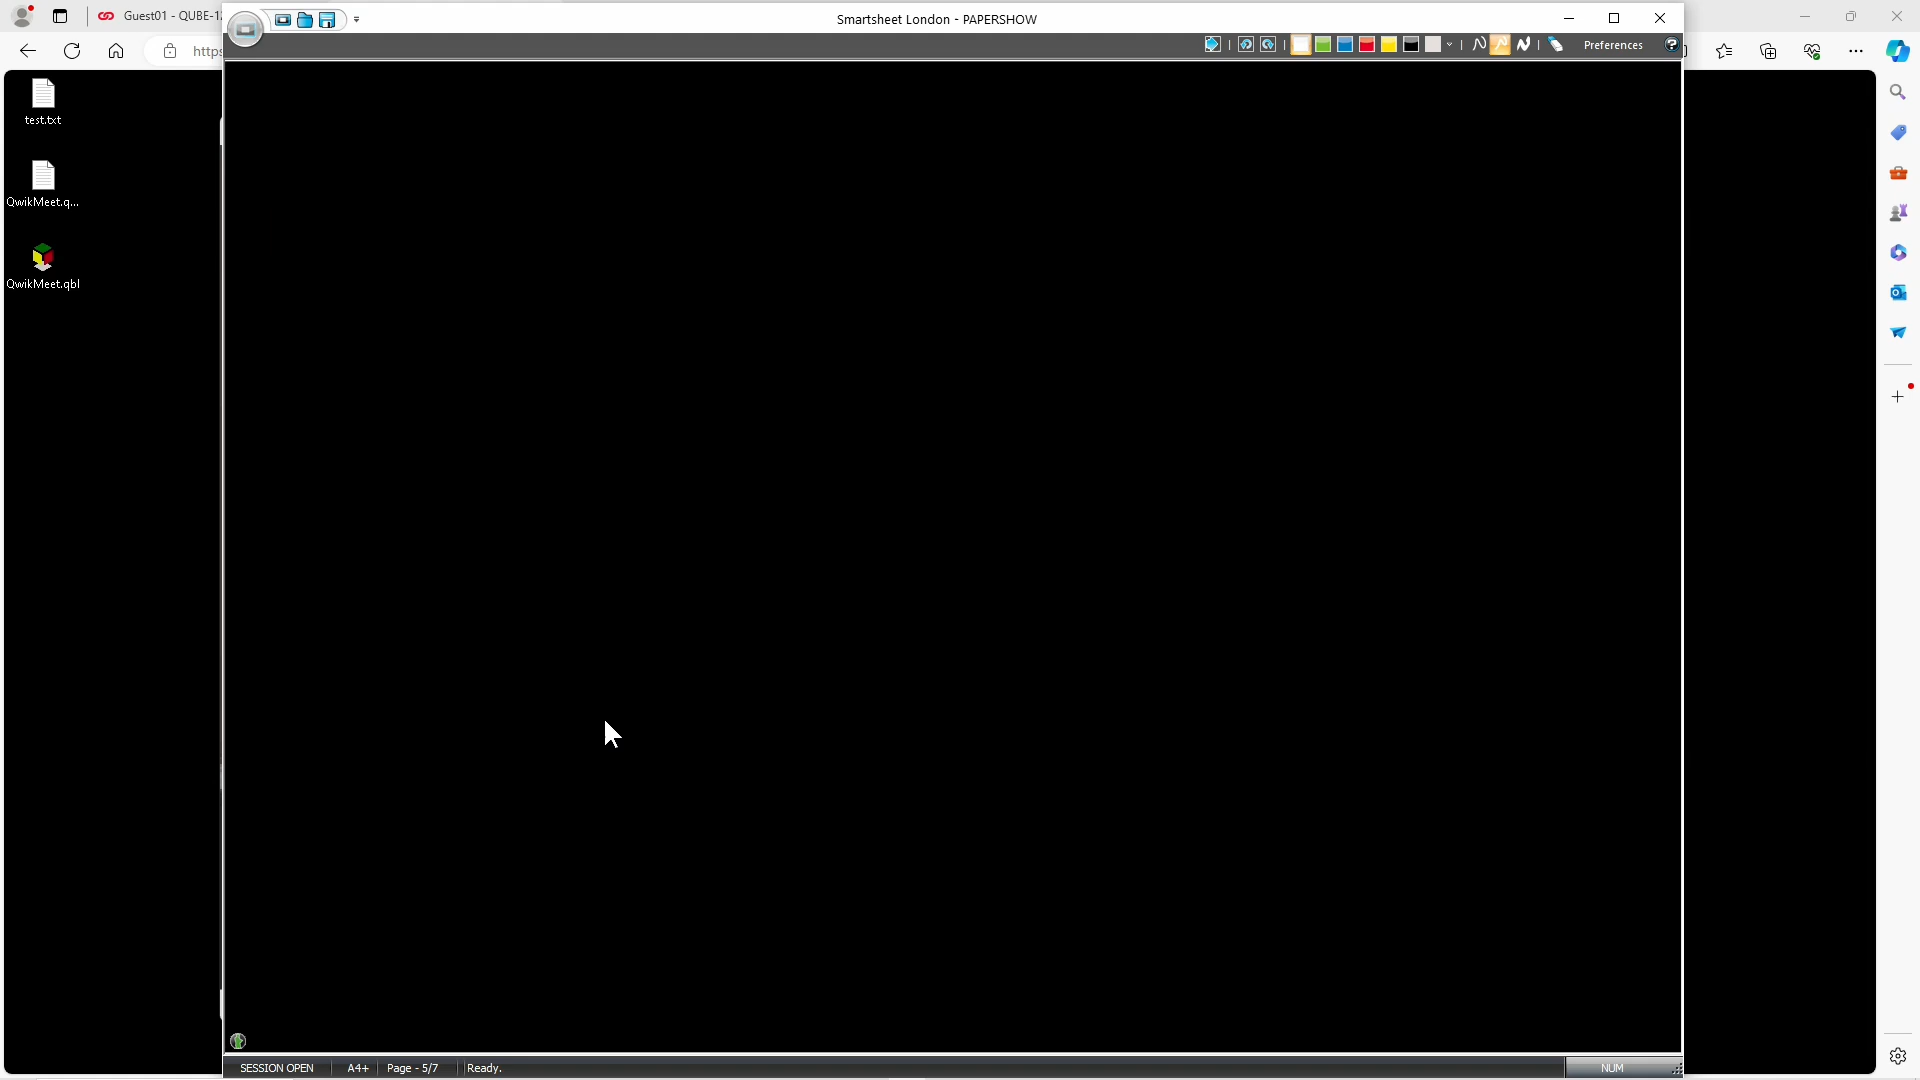 Guest01 - QUBE-1
Smartsheet London - PAPERSHOW
https
Preferences
test.txt
QwikMeet.q...
QwikMeet.qbl
SESSION OPEN A4+ Page - 5/7 Ready. NUM